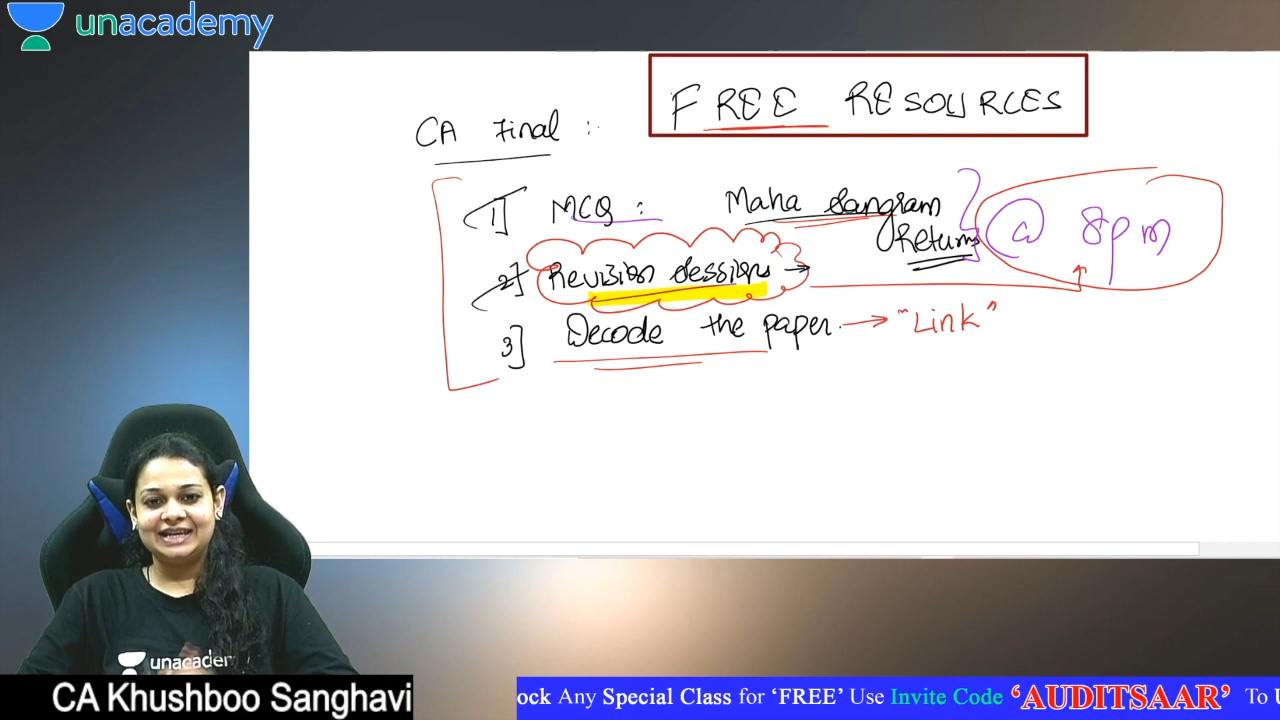 unacademy
FREE RESOURCES
CA Final :
1] MCQ : Maha Sangram
Returns
@ 8pm
2] Revision sessions →
3] Decode the paper → "Link"
unacademy
CA Khushboo Sanghavi
ock Any Special Class for ‘FREE’ Use Invite Code ‘AUDITSAAR’ To U